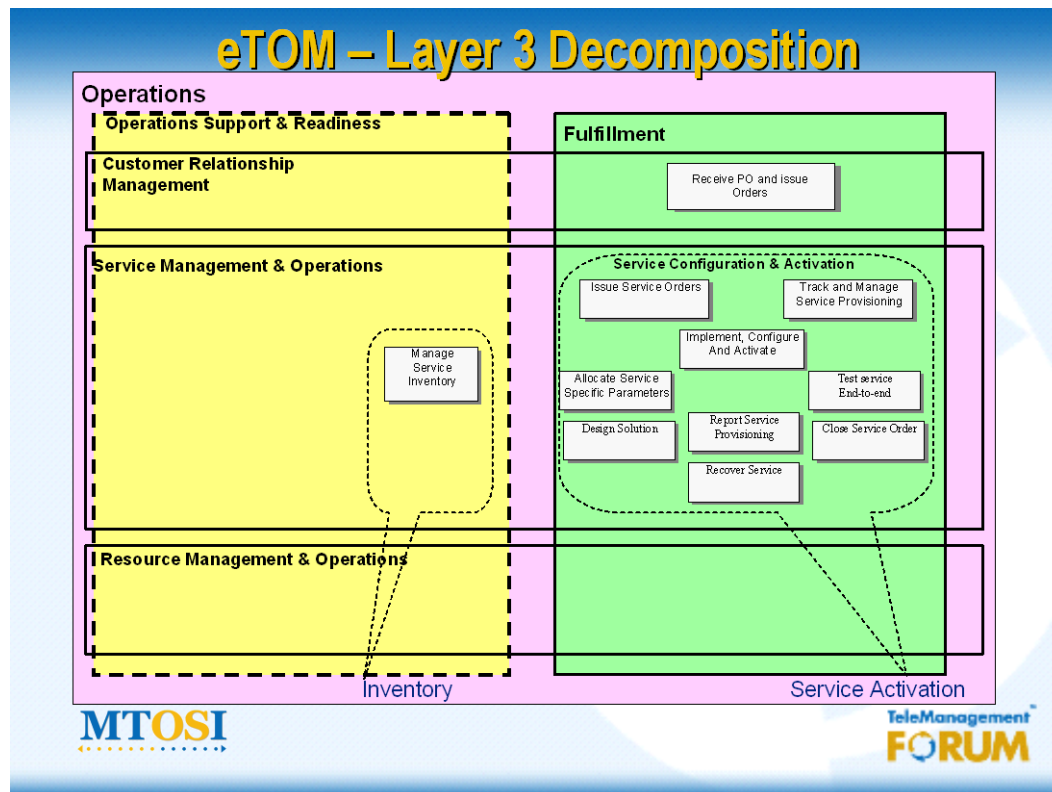 eTOM – Layer 3 Decomposition
Operations
Operations Support & Readiness
Customer Relationship
Management
Service Management & Operations
Manage
Service
Inventory
Resource Management & Operations
Inventory
Fulfillment
Receive PO and issue
Orders
Service Configuration & Activation
Issue Service Orders
Track and Manage
Service Provisioning
Implement, Configure
And Activate
Allocate Service
Specific Parameters
Test service
End-to-end
Design Solution
Report Service
Provisioning
Close Service Order
Recover Service
Service Activation
MTOSI
TeleManagement™
FORUM